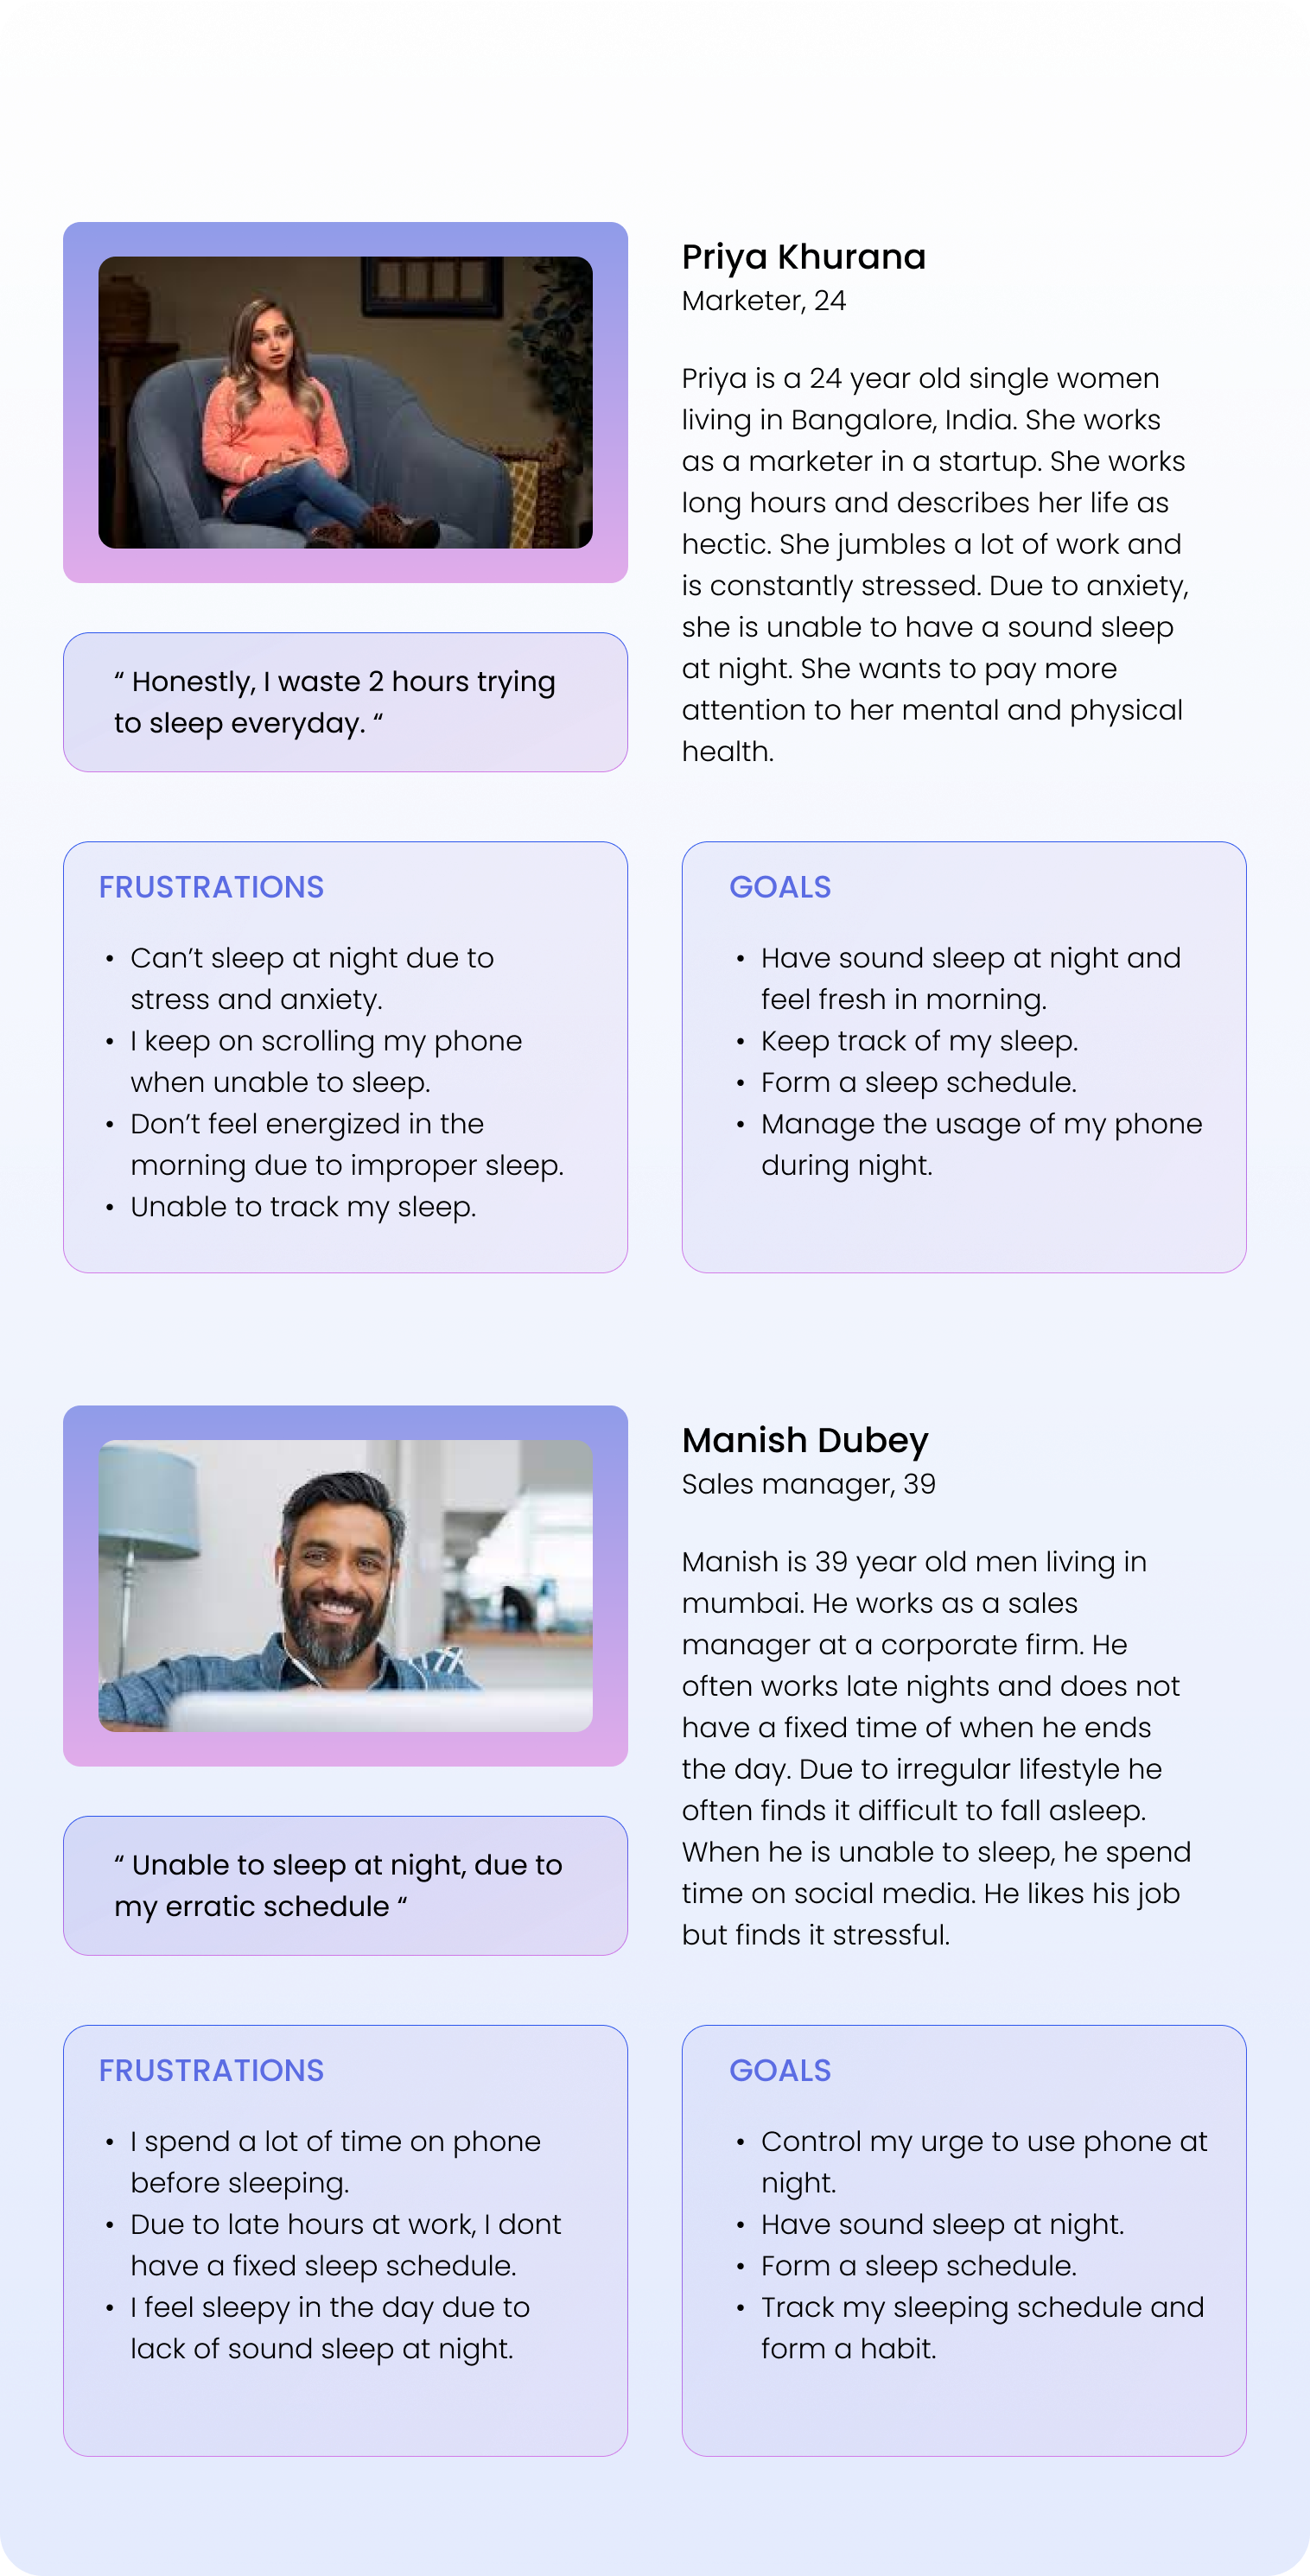 Priya Khurana
Marketer, 24
Priya is a 24 year old single women
living in Bangalore, India. She works
as a marketer in a startup. She works
long hours and describes her life as
hectic. She jumbles a lot of work and
is constantly stressed. Due to anxiety,
she is unable to have a sound sleep
at night. She wants to pay more
attention to her mental and physical
health.
“ Honestly, I waste 2 hours trying
to sleep everyday. “
FRUSTRATIONS
• Can’t sleep at night due to
stress and anxiety.
• I keep on scrolling my phone
when unable to sleep.
• Don’t feel energized in the
morning due to improper sleep.
• Unable to track my sleep.
GOALS
• Have sound sleep at night and
feel fresh in morning.
• Keep track of my sleep.
• Form a sleep schedule.
• Manage the usage of my phone
during night.
Manish Dubey
Sales manager, 39
Manish is 39 year old men living in
mumbai. He works as a sales
manager at a corporate firm. He
often works late nights and does not
have a fixed time of when he ends
the day. Due to irregular lifestyle he
often finds it difficult to fall asleep.
When he is unable to sleep, he spend
time on social media. He likes his job
but finds it stressful.
“ Unable to sleep at night, due to
my erratic schedule “
FRUSTRATIONS
• I spend a lot of time on phone
before sleeping.
• Due to late hours at work, I dont
have a fixed sleep schedule.
• I feel sleepy in the day due to
lack of sound sleep at night.
GOALS
• Control my urge to use phone at
night.
• Have sound sleep at night.
• Form a sleep schedule.
• Track my sleeping schedule and
form a habit.